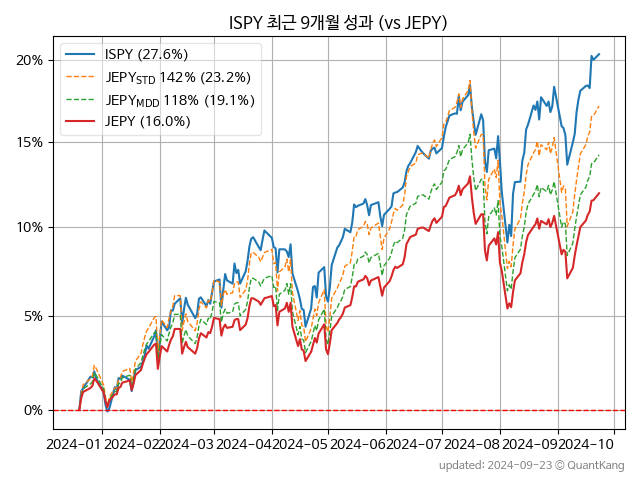 ISPY 최근 9개월 성과 (vs JEPY)
ISPY (27.6%)
JEPY_STD 142% (23.2%)
JEPY_MDD 118% (19.1%)
JEPY (16.0%)
20%
15%
10%
5%
0%
2024-01 2024-02 2024-03 2024-04 2024-05 2024-06 2024-07 2024-08 2024-09 2024-10
updated: 2024-09-23 © QuantKang